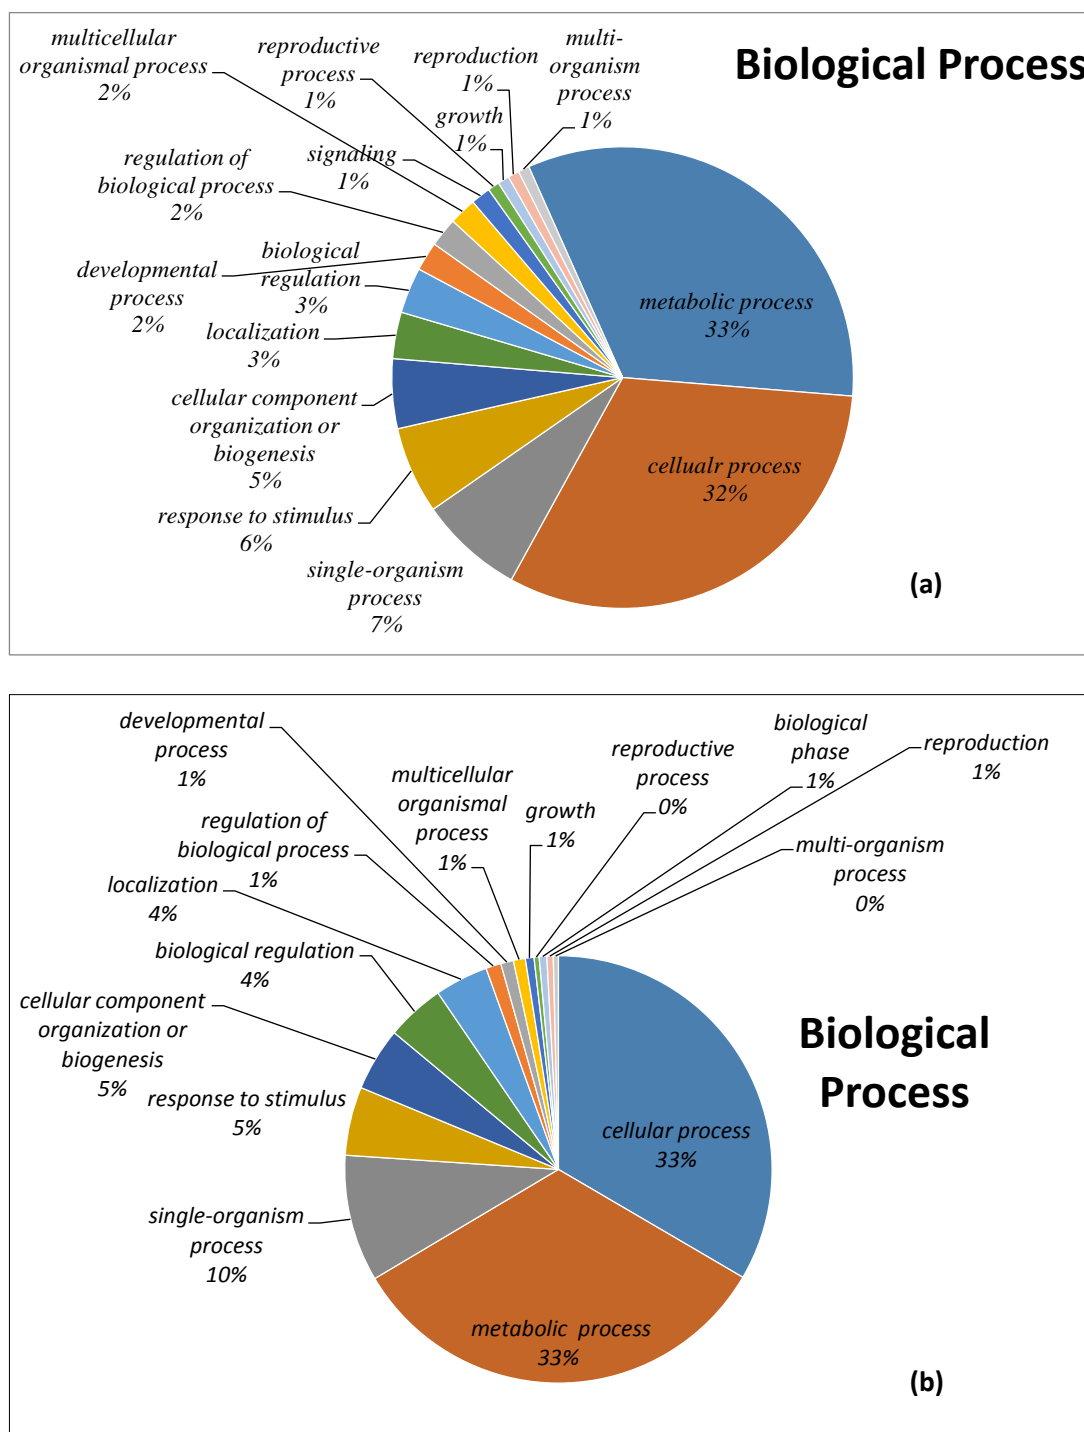 Biological Process
multicellular
organismal process
2%
reproductive
process
1%
reproduction
1%
multi-
organism
process
1%
growth
1%
signaling
1%
regulation of
biological process
2%
biological
regulation
3%
developmental
process
2%
localization
3%
cellular component
organization or
biogenesis
5%
response to stimulus
6%
single-organism
process
7%
metabolic process
33%
cellualr process
32%
(a)
developmental
process
1%
multicellular
organismal
process
1%
growth
1%
reproductive
process
0%
biological
phase
1%
reproduction
1%
multi-organism
process
0%
regulation of
biological process
1%
localization
4%
biological regulation
4%
cellular component
organization or
biogenesis
5%
response to stimulus
5%
single-organism
process
10%
Biological
Process
cellular process
33%
metabolic  process
33%
(b)